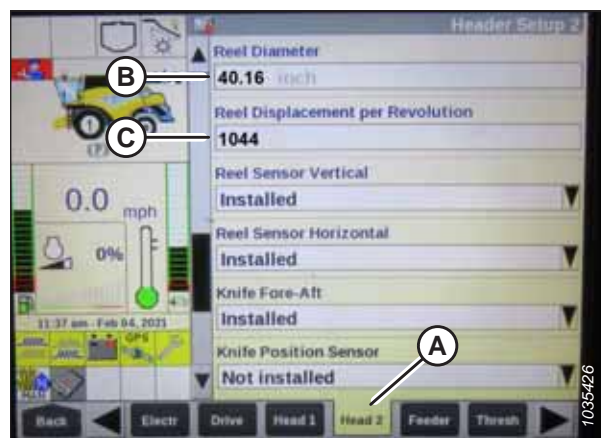 Header Setup 2
Reel Diameter
B
40.16 inch
Reel Displacement per Revolution
C
1044
Reel Sensor Vertical
Installed
0.0 mph
Reel Sensor Horizontal
0%
Installed
Knife Fore-Aft
Installed
11:37 am - Feb 04, 2021
GPS
Knife Position Sensor
A
Not installed
Back
Electr
Drive
Head 1
Head 2
Feeder
Thresh
1035426